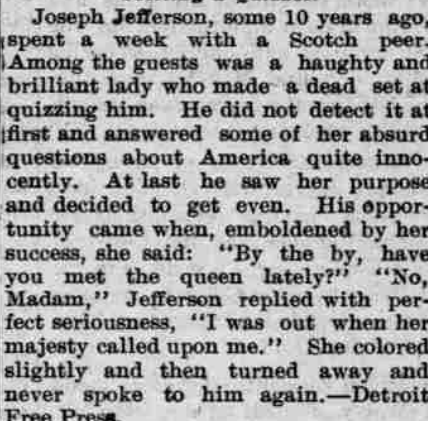 Joseph Jefferson, some 10 years ago,
spent a week with a Scotch peer.
Among the guests was a haughty and
brilliant lady who made a dead set at
quizzing him. He did not detect it at
first and answered some of her absurd
questions about America quite inno-
cently. At last he saw her purpose
and decided to get even. His oppor-
tunity came when, emboldened by her
success, she said: "By the by, have
you met the queen lately?" "No,
Madam," Jefferson replied with per-
fect seriousness, "I was out when her
majesty called upon me." She colored
slightly and then turned away and
never spoke to him again.—Detroit
Free Press.